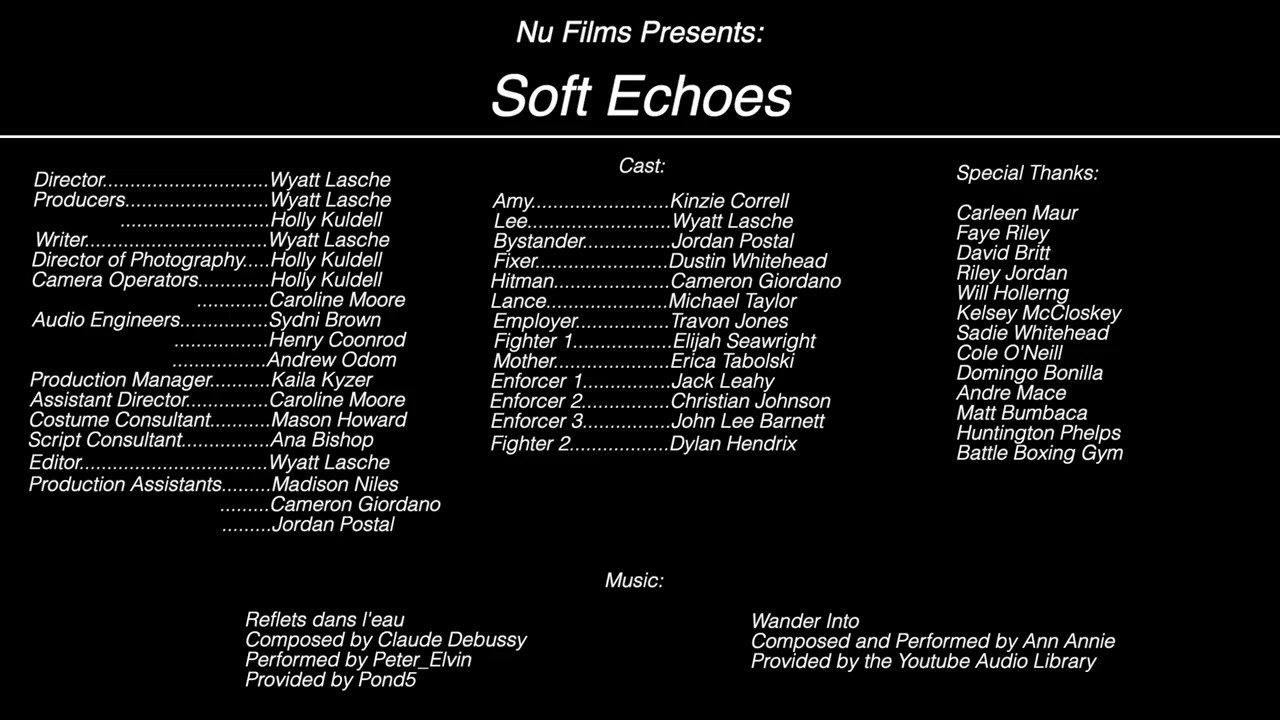 Nu Films Presents:
Soft Echoes
Director...............................Wyatt Lasche
Producers...........................Wyatt Lasche
............................Holly Kuldell
Writer..................................Wyatt Lasche
Director of Photography.....Holly Kuldell
Camera Operators.............Holly Kuldell
.............Caroline Moore
Audio Engineers................Sydni Brown
.................Henry Coonrod
.................Andrew Odom
Production Manager...........Kaila Kyzer
Assistant Director...............Caroline Moore
Costume Consultant...........Mason Howard
Script Consultant................Ana Bishop
Editor...................................Wyatt Lasche
Production Assistants.........Madison Niles
.........Cameron Giordano
.........Jordan Postal
Cast:
Amy.........................Kinzie Correll
Lee..........................Wyatt Lasche
Bystander................Jordan Postal
Fixer........................Dustin Whitehead
Hitman.....................Cameron Giordano
Lance......................Michael Taylor
Employer.................Travon Jones
Fighter 1..................Elijah Seawright
Mother.....................Erica Tabolski
Enforcer 1................Jack Leahy
Enforcer 2................Christian Johnson
Enforcer 3................John Lee Barnett
Fighter 2..................Dylan Hendrix
Special Thanks:
Carleen Maur
Faye Riley
David Britt
Riley Jordan
Will Hollerng
Kelsey McCloskey
Sadie Whitehead
Cole O'Neill
Domingo Bonilla
Andre Mace
Matt Bumbaca
Huntington Phelps
Battle Boxing Gym
Music:
Reflets dans l'eau
Composed by Claude Debussy
Performed by Peter_Elvin
Provided by Pond5
Wander Into
Composed and Performed by Ann Annie
Provided by the Youtube Audio Library